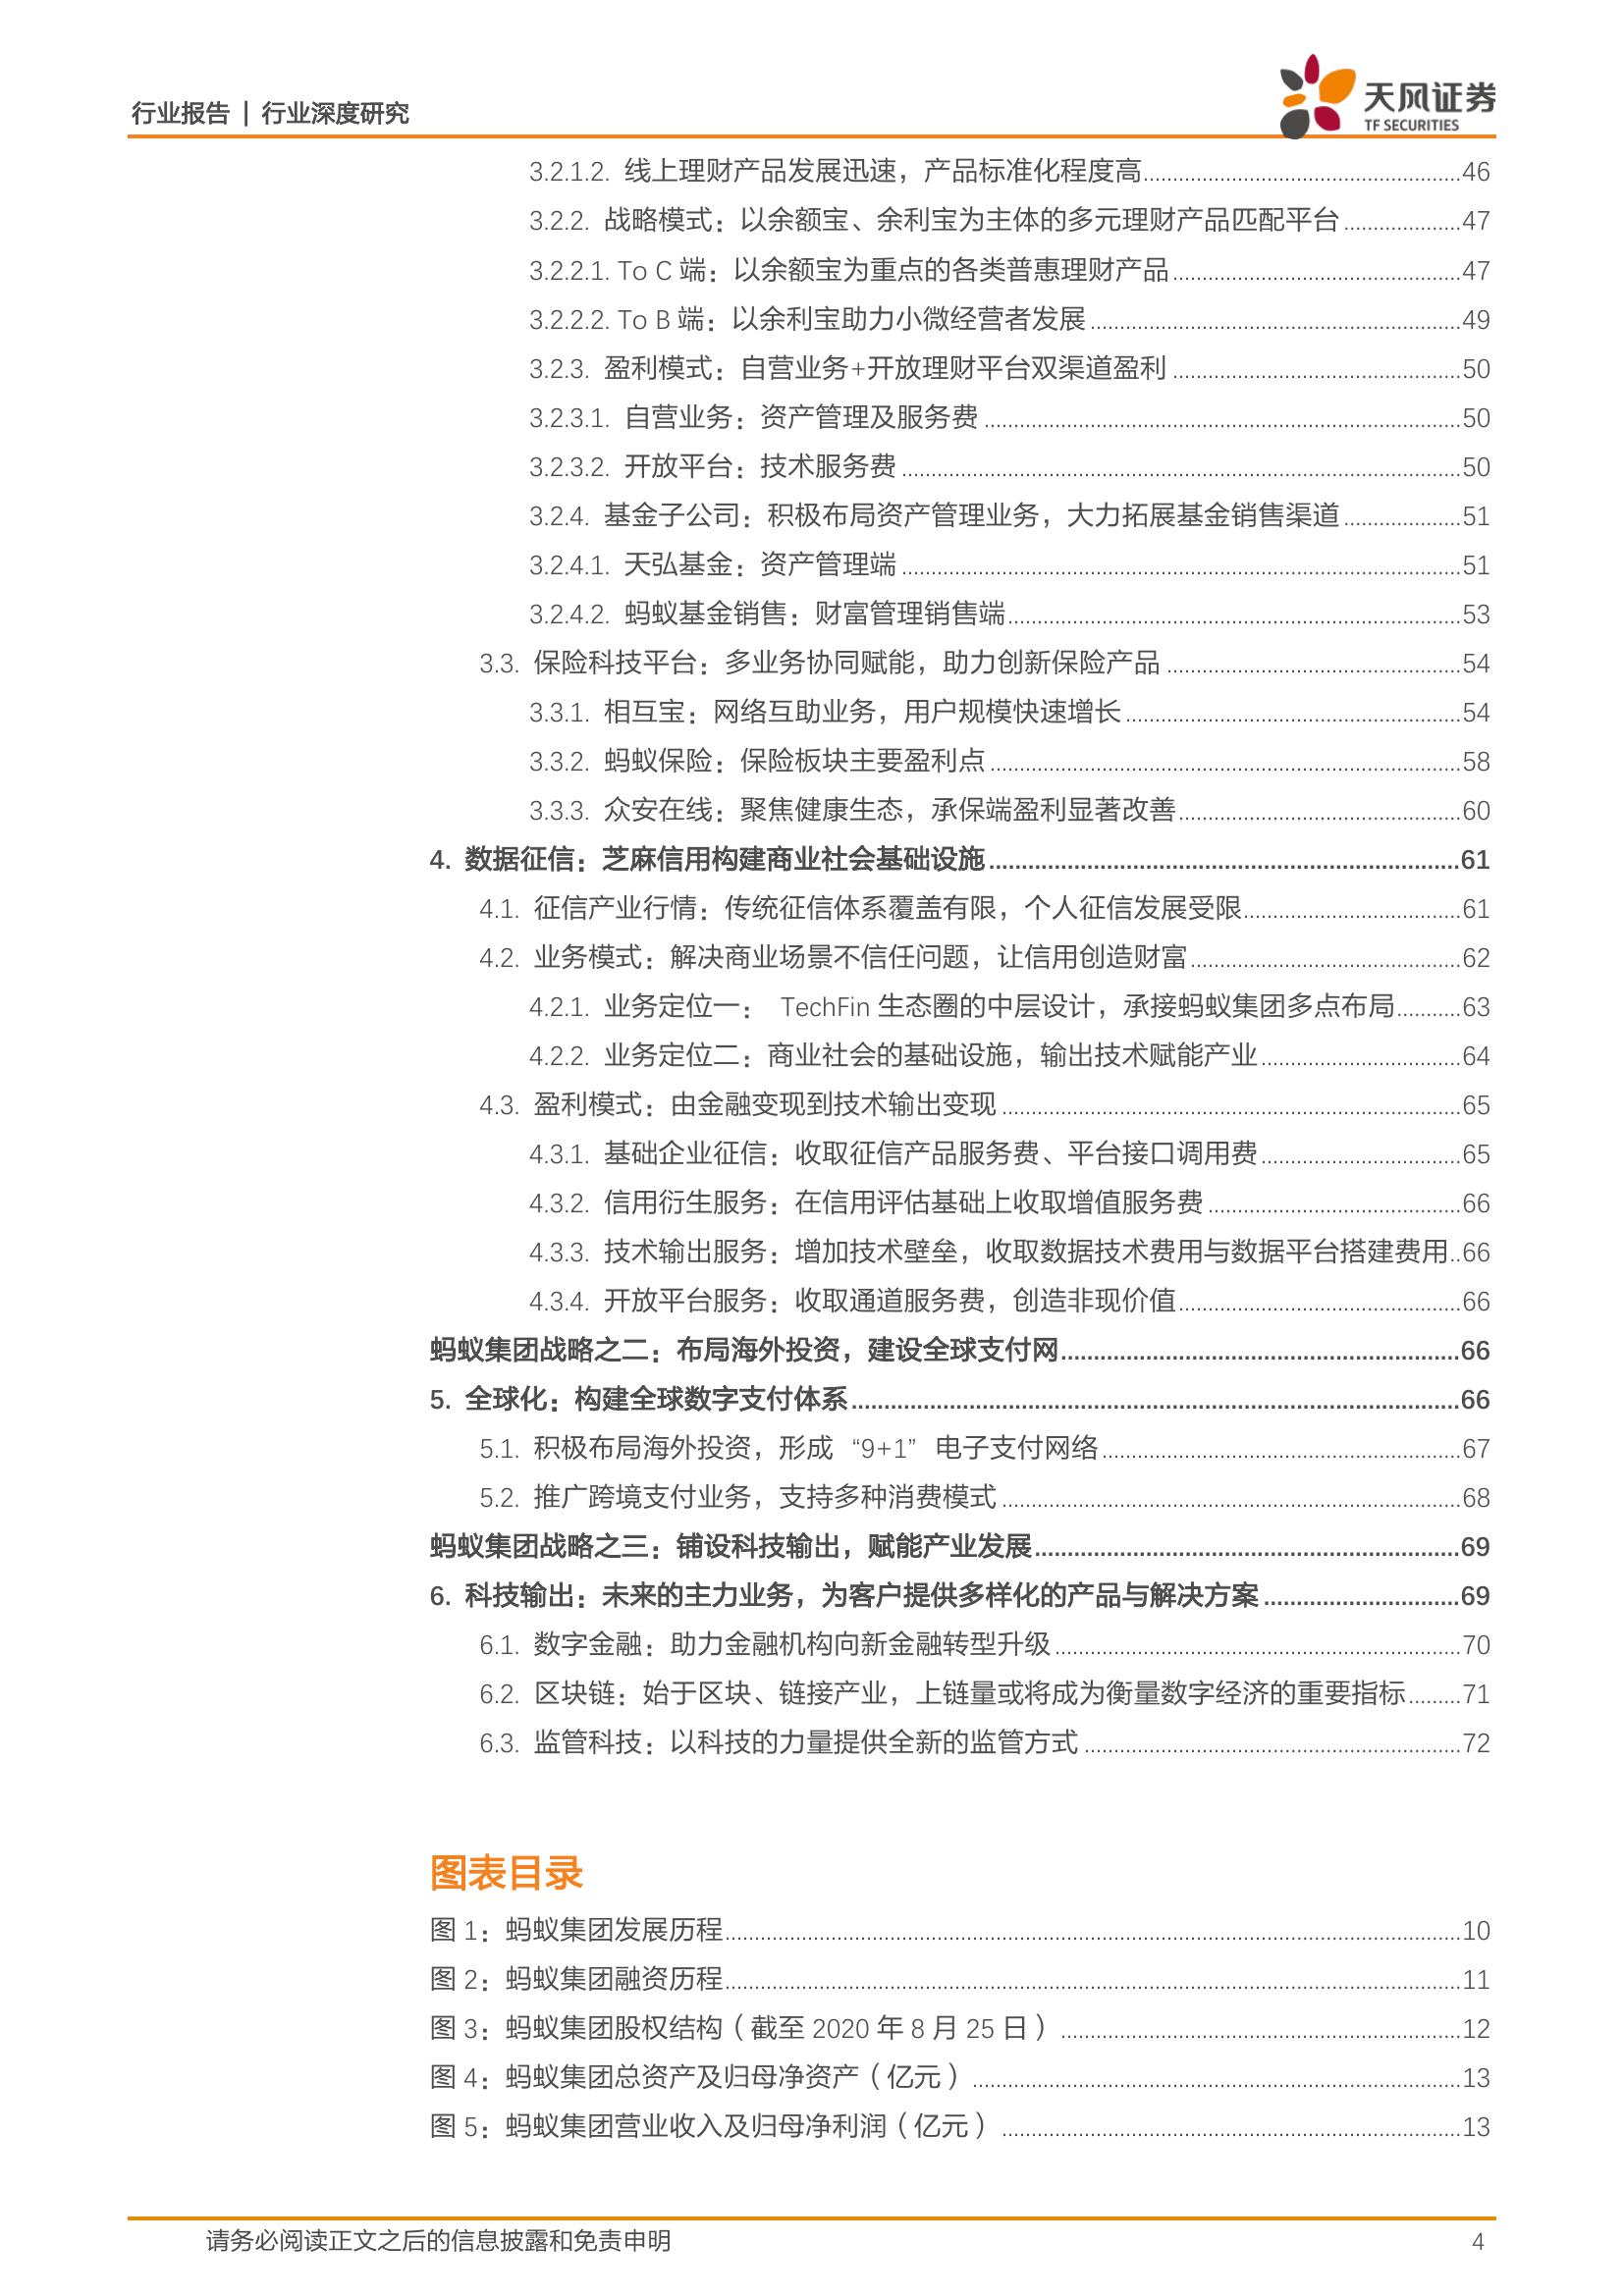 行业报告 | 行业深度研究
天风证券
TF SECURITIES
3.2.1.2. 线上理财产品发展迅速，产品标准化程度高......46
3.2.2. 战略模式：以余额宝、余利宝为主体的多元理财产品匹配平台......47
3.2.2.1. To C 端：以余额宝为重点的各类普惠理财产品......47
3.2.2.2. To B 端：以余利宝助力小微经营者发展......49
3.2.3. 盈利模式：自营业务+开放理财平台双渠道盈利......50
3.2.3.1. 自营业务：资产管理及服务费......50
3.2.3.2. 开放平台：技术服务费......50
3.2.4. 基金子公司：积极布局资产管理业务，大力拓展基金销售渠道......51
3.2.4.1. 天弘基金：资产管理端......51
3.2.4.2. 蚂蚁基金销售：财富管理销售端......53
3.3. 保险科技平台：多业务协同赋能，助力创新保险产品......54
3.3.1. 相互宝：网络互助业务，用户规模快速增长......54
3.3.2. 蚂蚁保险：保险板块主要盈利点......58
3.3.3. 众安在线：聚焦健康生态，承保端盈利显著改善......60
4. 数据征信：芝麻信用构建商业社会基础设施......61
4.1. 征信产业行情：传统征信体系覆盖有限，个人征信发展受限......61
4.2. 业务模式：解决商业场景不信任问题，让信用创造财富......62
4.2.1. 业务定位一： TechFin 生态圈的中层设计，承接蚂蚁集团多点布局......63
4.2.2. 业务定位二：商业社会的基础设施，输出技术赋能产业......64
4.3. 盈利模式：由金融变现到技术输出变现......65
4.3.1. 基础企业征信：收取征信产品服务费、平台接口调用费......65
4.3.2. 信用衍生服务：在信用评估基础上收取增值服务费......66
4.3.3. 技术输出服务：增加技术壁垒，收取数据技术费用与数据平台搭建费用..66
4.3.4. 开放平台服务：收取通道服务费，创造非现价值......66
蚂蚁集团战略之二：布局海外投资，建设全球支付网......66
5. 全球化：构建全球数字支付体系......66
5.1. 积极布局海外投资，形成“9+1”电子支付网络......67
5.2. 推广跨境支付业务，支持多种消费模式......68
蚂蚁集团战略之三：铺设科技输出，赋能产业发展......69
6. 科技输出：未来的主力业务，为客户提供多样化的产品与解决方案......69
6.1. 数字金融：助力金融机构向新金融转型升级......70
6.2. 区块链：始于区块、链接产业，上链量或将成为衡量数字经济的重要指标......71
6.3. 监管科技：以科技的力量提供全新的监管方式......72
图表目录
图 1：蚂蚁集团发展历程......10
图 2：蚂蚁集团融资历程......11
图 3：蚂蚁集团股权结构（截至 2020 年 8 月 25 日）......12
图 4：蚂蚁集团总资产及归母净资产（亿元）......13
图 5：蚂蚁集团营业收入及归母净利润（亿元）......13
请务必阅读正文之后的信息披露和免责申明 4